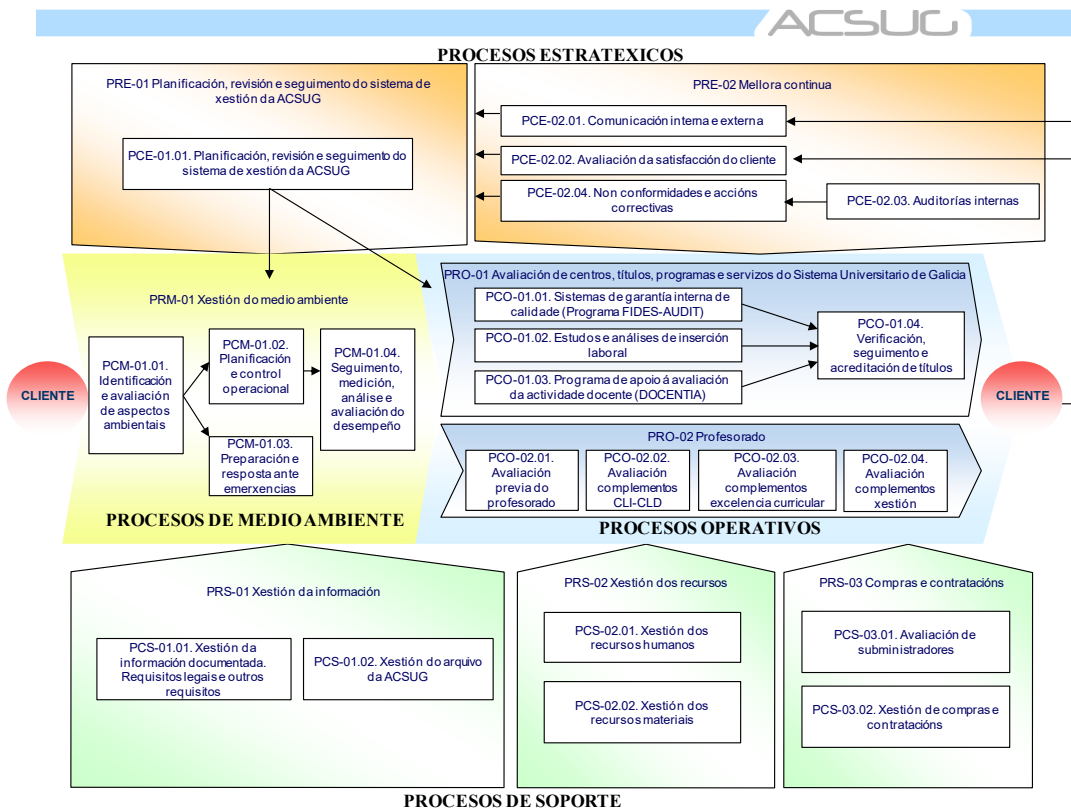 ACSUG
PROCESOS ESTRATEXICOS
PRE-01 Planificación, revisión e seguimento do sistema de
xestión da ACSUG
PCE-01.01. Planificación, revisión e seguimento do
sistema de xestión da ACSUG
PRE-02 Mellora continua
PCE-02.01. Comunicación interna e externa
PCE-02.02. Avaliación da satisfacción do cliente
PCE-02.04. Non conformidades e accións
correctivas
PCE-02.03. Auditorías internas
CLIENTE
PRM-01 Xestión do medio ambiente
PCM-01.01.
Identificación
e avaliación
de aspectos
ambientais
PCM-01.02.
Planificación
e control
operacional
PCM-01.03.
Preparación e
resposta ante
emerxencias
PCM-01.04.
Seguimento,
medición,
análise e
avaliación do
desempeño
PROCESOS DE MEDIO AMBIENTE
PRO-01 Avaliación de centros, títulos, programas e servizos do Sistema Universitario de Galicia
PCO-01.01. Sistemas de garantía interna de
calidade (Programa FIDES-AUDIT)
PCO-01.02. Estudos e análises de inserción
laboral
PCO-01.03. Programa de apoio á avaliación
da actividade docente (DOCENTIA)
PCO-01.04.
Verificación,
seguimento e
acreditación de títulos
PRO-02 Profesorado
PCO-02.01.
Avaliación
previa do
profesorado
PCO-02.02.
Avaliación
complementos
CLI-CLD
PCO-02.03.
Avaliación
complementos
excelencia curricular
PCO-02.04.
Avaliación
complementos
xestión
PROCESOS OPERATIVOS
CLIENTE
PRS-01 Xestión da información
PCS-01.01. Xestión da
información documentada.
Requisitos legais e outros
requisitos
PCS-01.02. Xestión do arquivo
da ACSUG
PRS-02 Xestión dos recursos
PCS-02.01. Xestión dos
recursos humanos
PCS-02.02. Xestión dos
recursos materiais
PRS-03 Compras e contratacións
PCS-03.01. Avaliación de
subministradores
PCS-03.02. Xestión de compras e
contratacións
PROCESOS DE SOPORTE